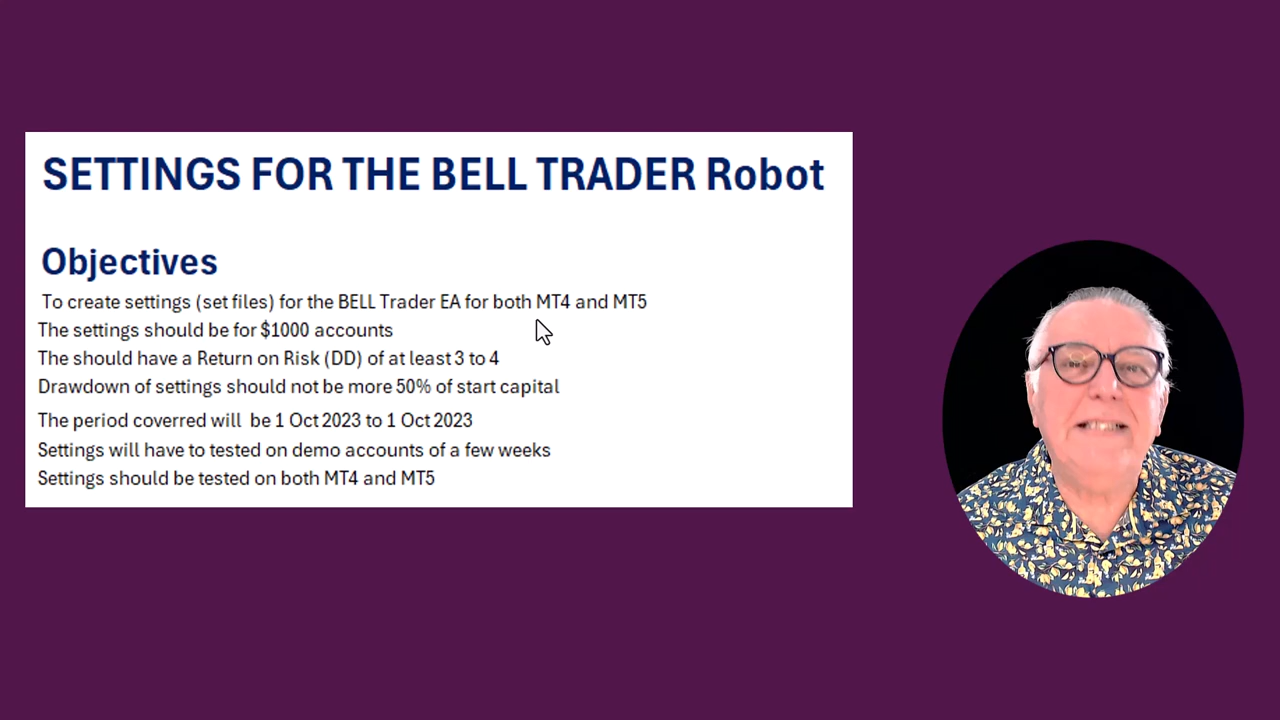 SETTINGS FOR THE BELL TRADER Robot
Objectives
To create settings (set files) for the BELL Trader EA for both MT4 and MT5
The settings should be for $1000 accounts
The should have a Return on Risk (DD) of at least 3 to 4
Drawdown of settings should not be more 50% of start capital
The period coverred will be 1 Oct 2023 to 1 Oct 2023
Settings will have to tested on demo accounts of a few weeks
Settings should be tested on both MT4 and MT5